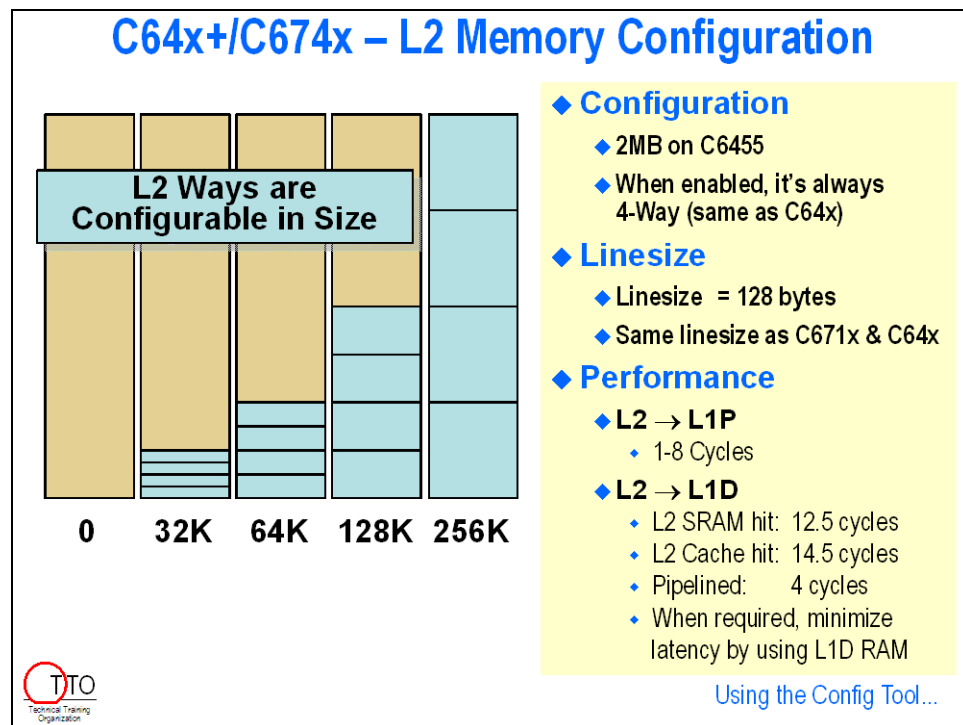 C64x+/C674x – L2 Memory Configuration
L2 Ways are
Configurable in Size
0 32K 64K 128K 256K
Configuration
2MB on C6455
When enabled, it's always
4-Way (same as C64x)
Linesize
Linesize = 128 bytes
Same linesize as C671x & C64x
Performance
L2 → L1P
1-8 Cycles
L2 → L1D
L2 SRAM hit: 12.5 cycles
L2 Cache hit: 14.5 cycles
Pipelined: 4 cycles
When required, minimize
latency by using L1D RAM
TTO
Technical Training
Organization
Using the Config Tool...